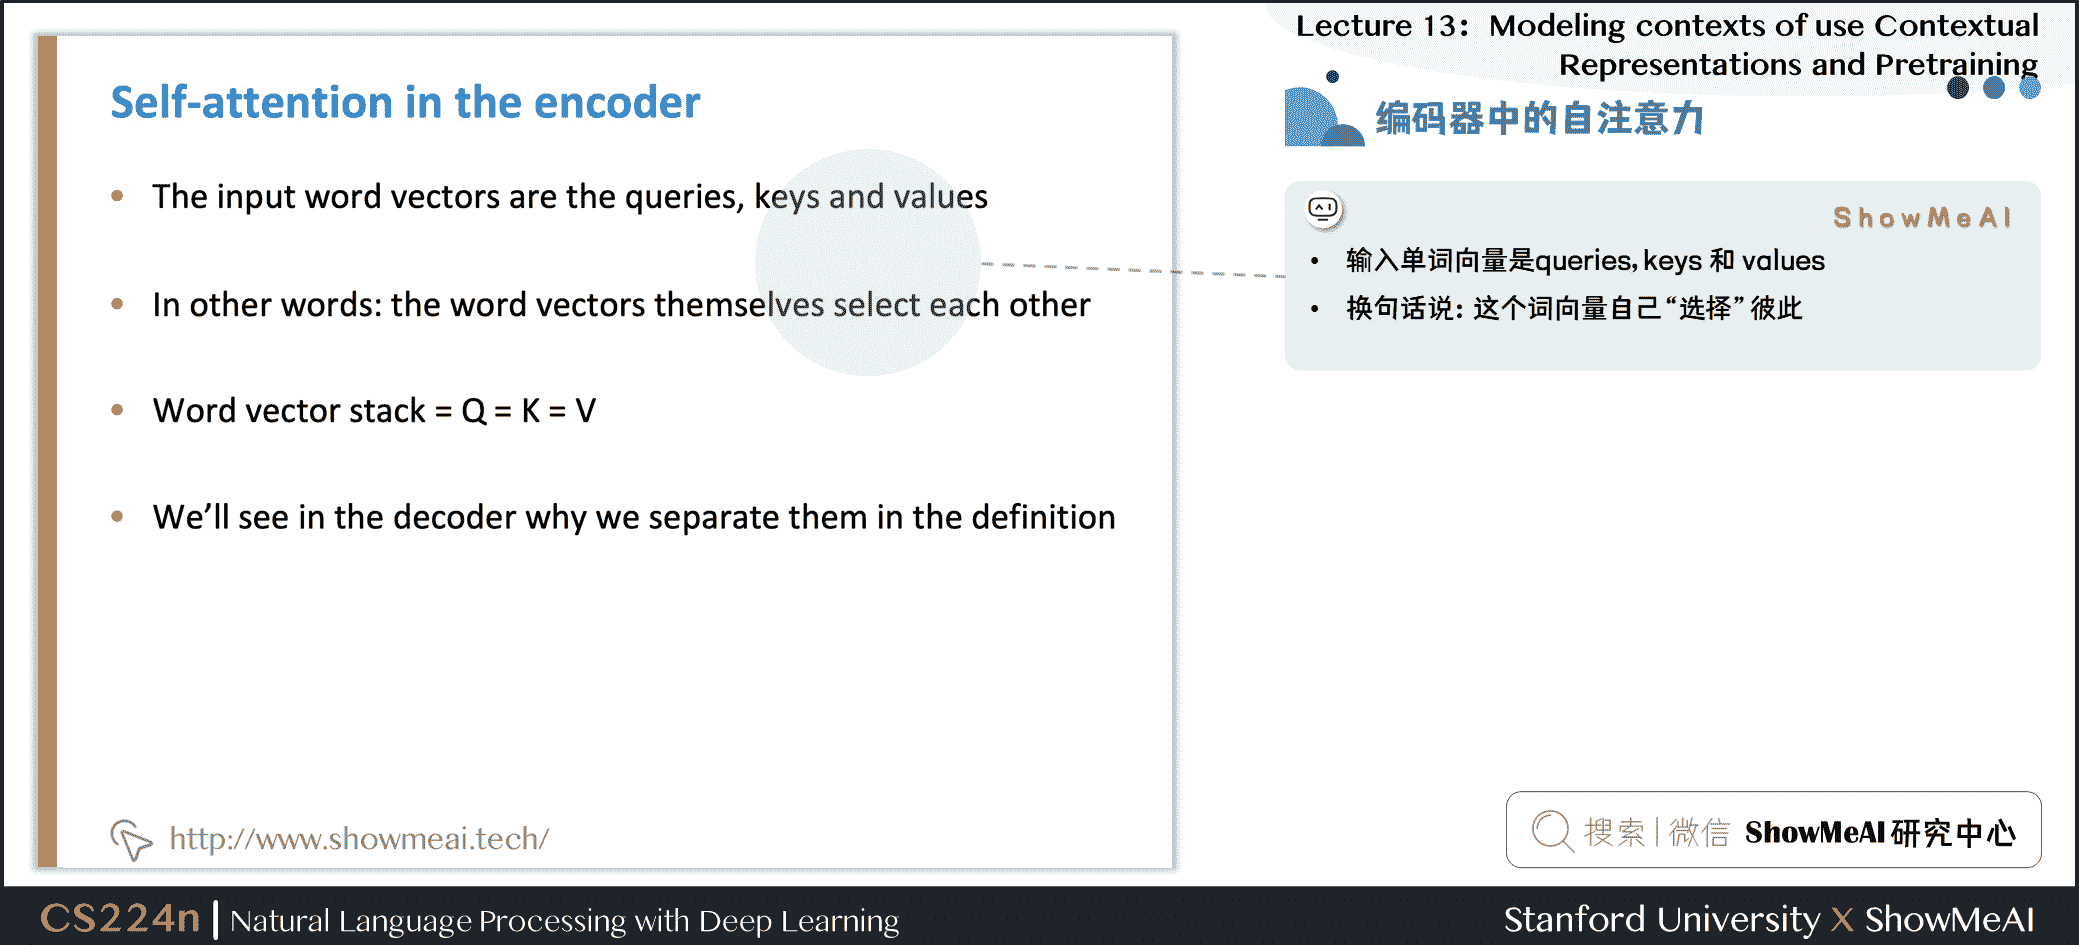 Lecture 13: Modeling contexts of use Contextual
Representations and Pretraining
Self-attention in the encoder
• The input word vectors are the queries, keys and values
• In other words: the word vectors themselves select each other
• Word vector stack = Q = K = V
• We’ll see in the decoder why we separate them in the definition
http://www.showmeai.tech/
编码器中的自注意力
ShowMeAI
• 输入单词向量是queries, keys 和 values
• 换句话说: 这个词向量自己“选择” 彼此
搜索|微信 ShowMeAI 研究中心
CS224n | Natural Language Processing with Deep Learning
Stanford University X ShowMeAI